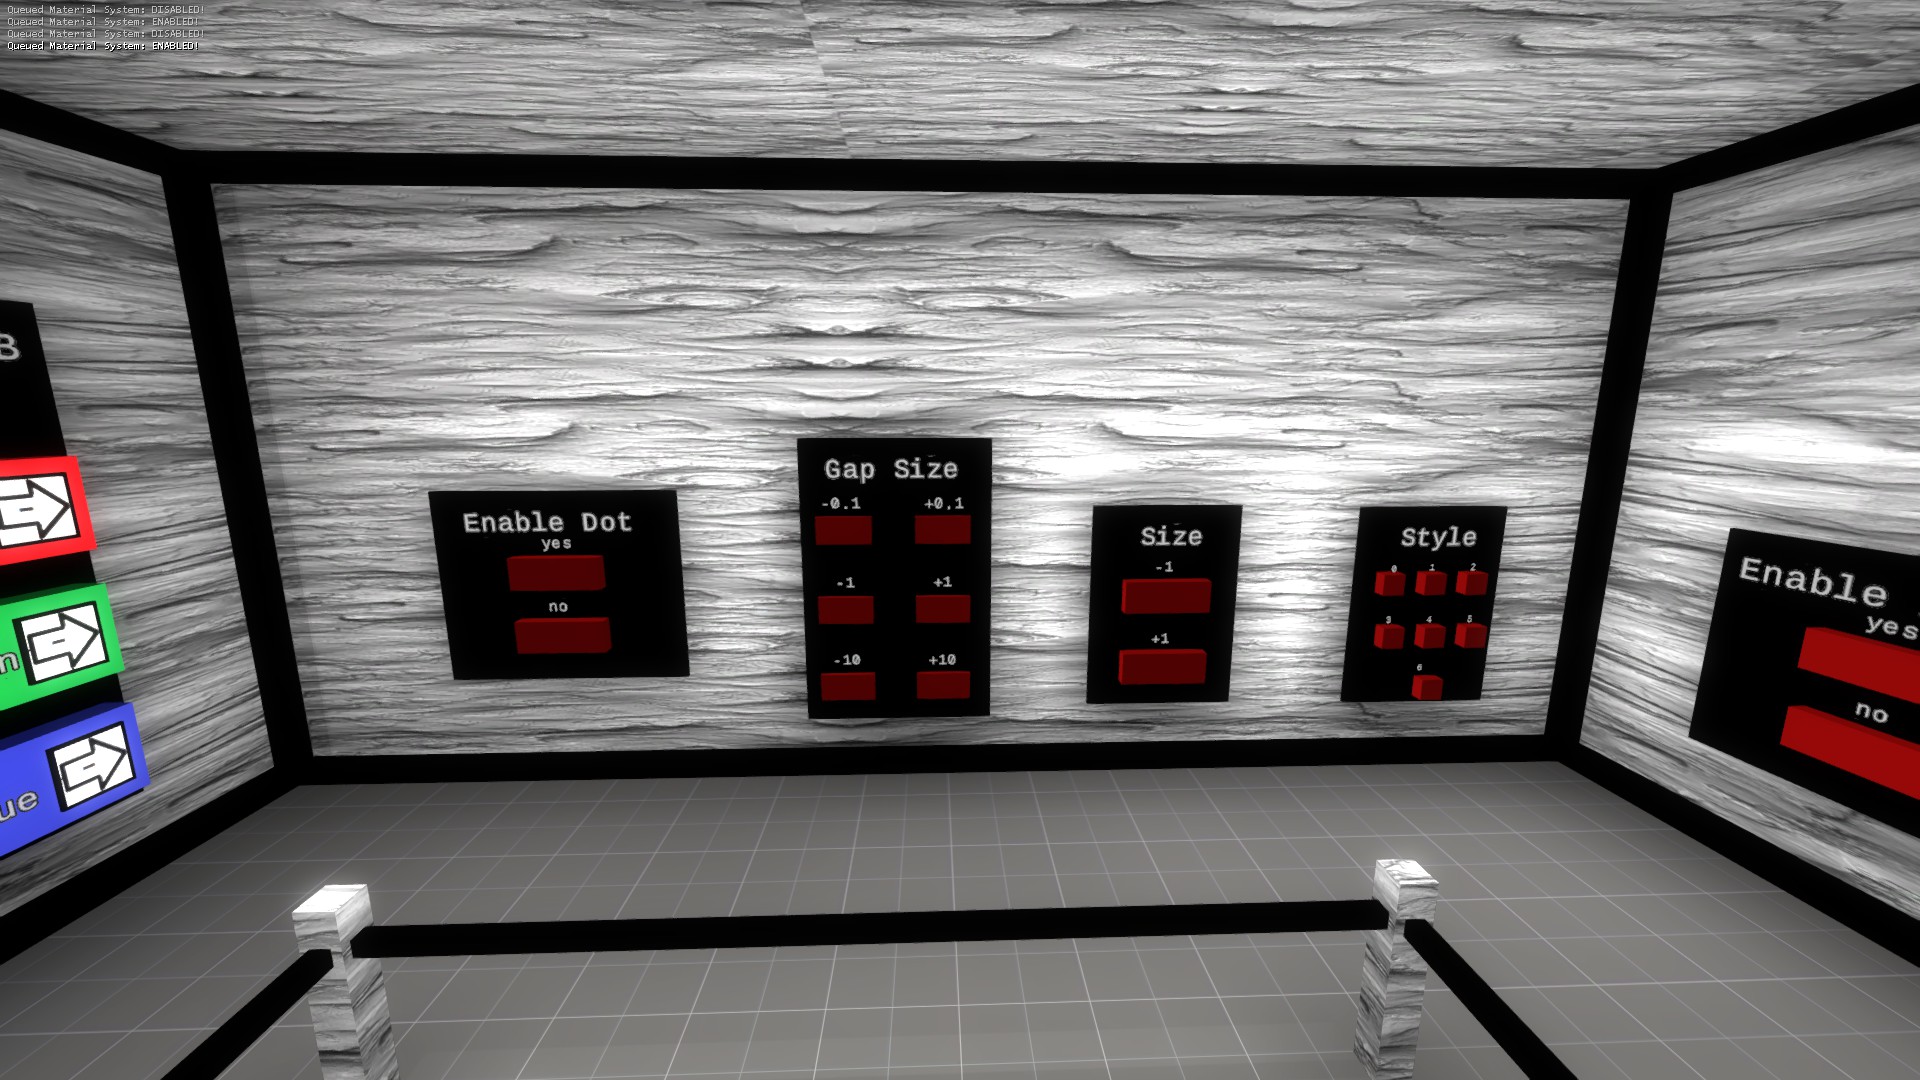 Queued Material System: DISABLED!
Queued Material System: ENABLED!
Queued Material System: DISABLED!
Queued Material System: ENABLED!
B
n
ue
Enable Dot
yes
no
Gap Size
-0.1 +0.1
-1 +1
-10 +10
Size
-1
+1
Style
0 1 2
3 4 5
6
Enable
yes
no